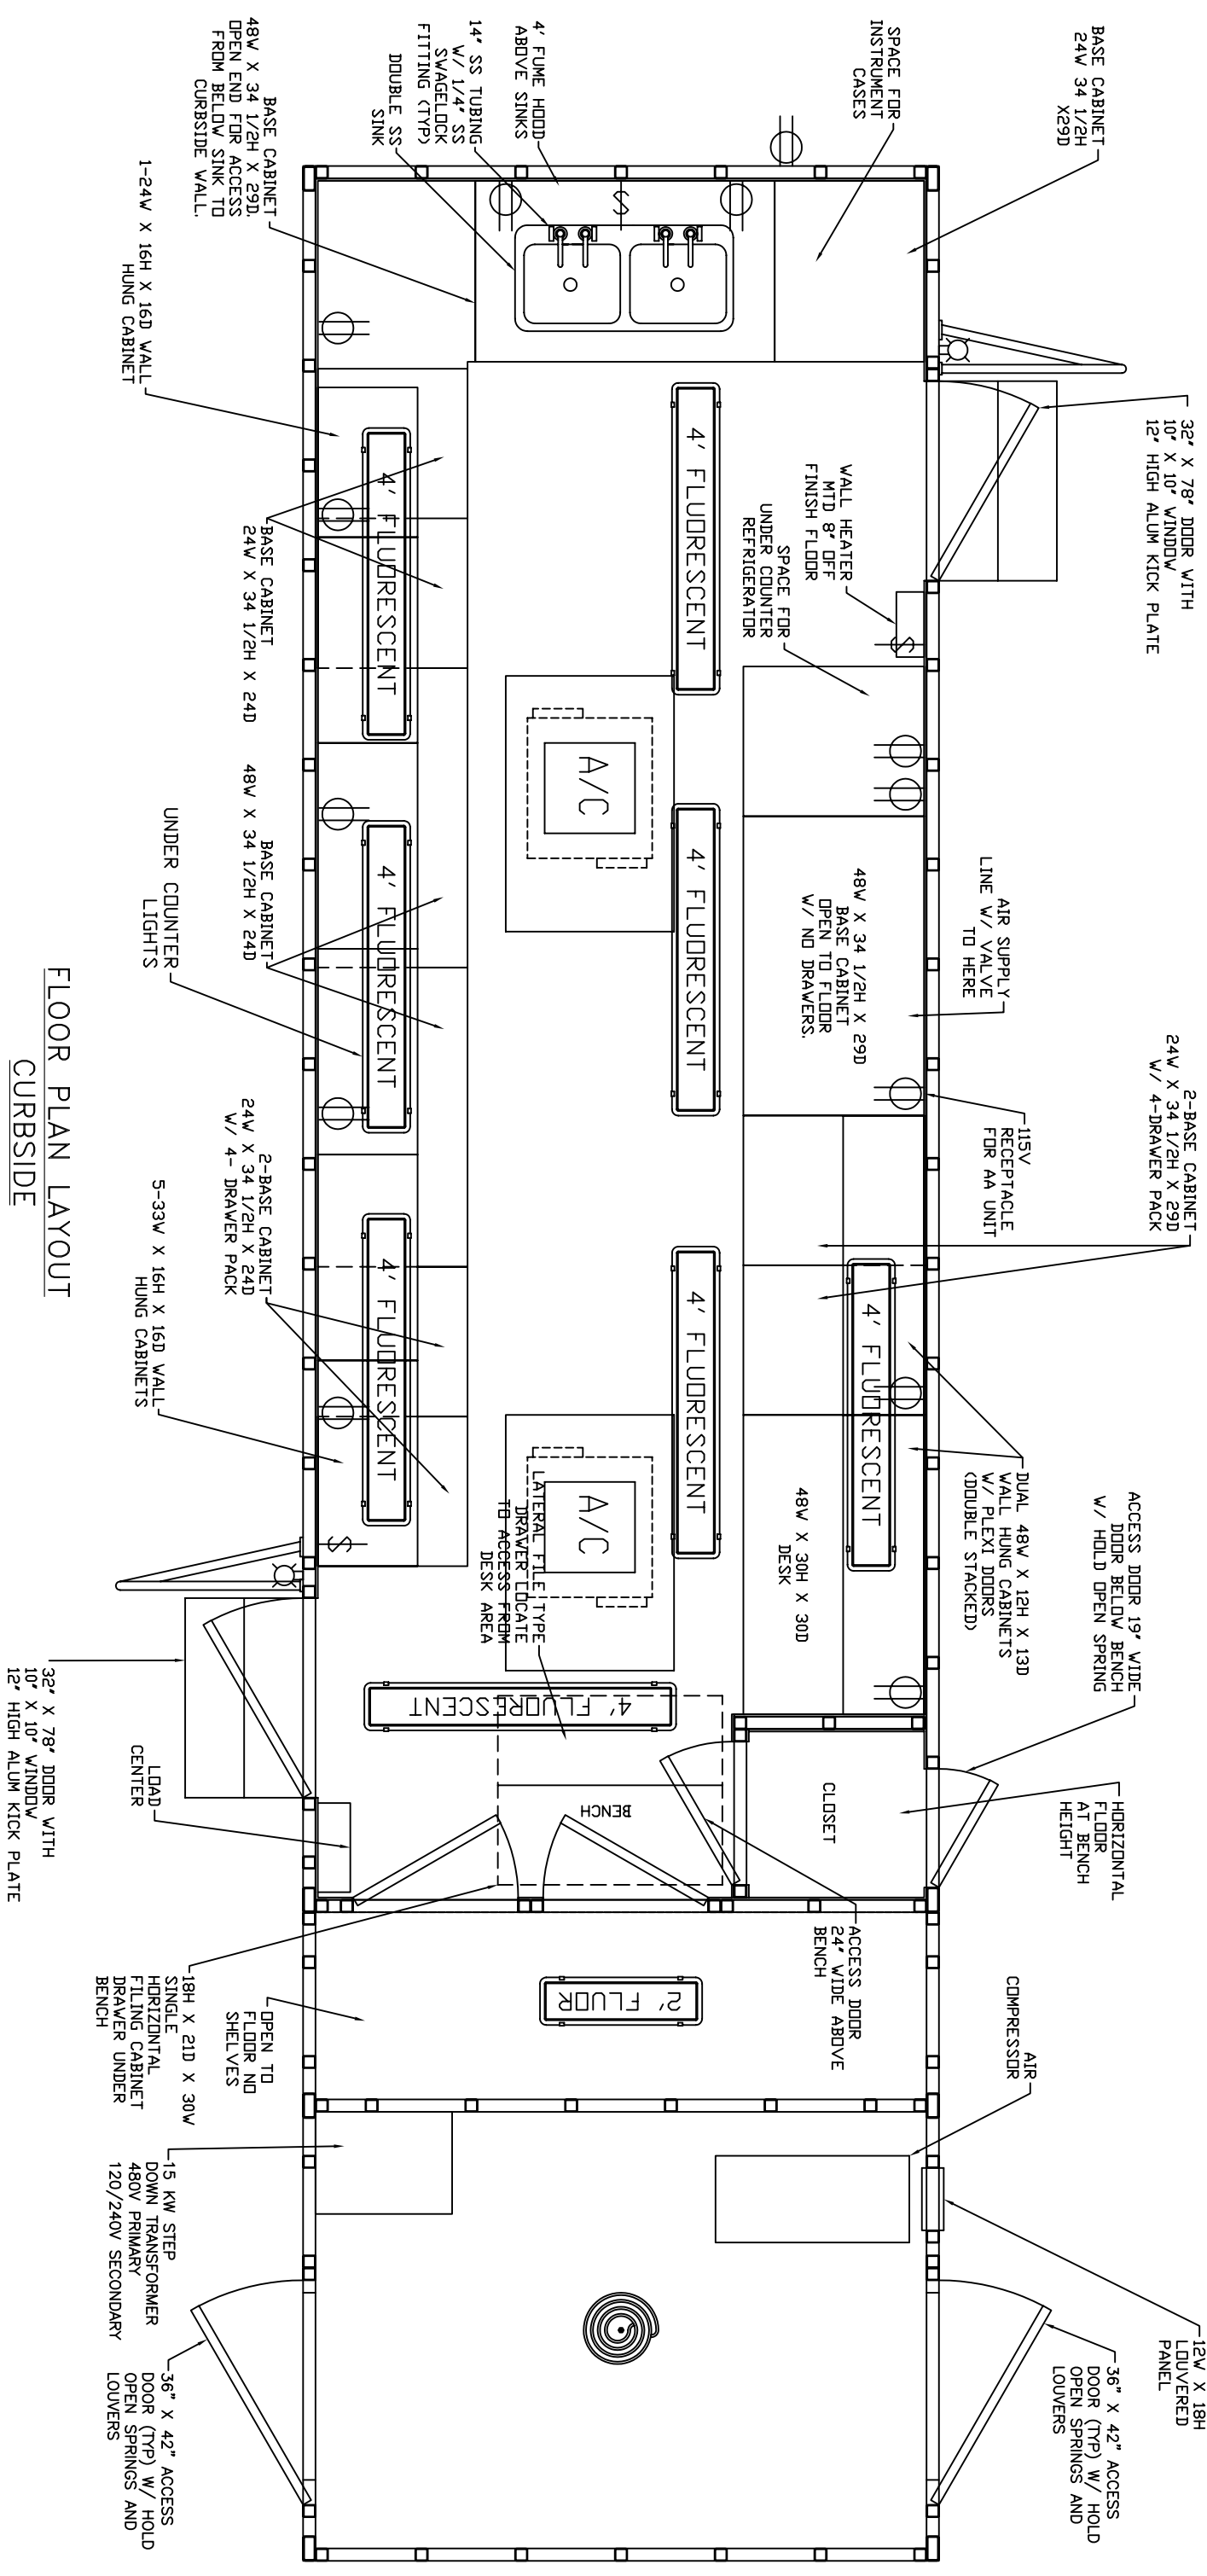 BASE CABINET
24W 34 1/2H
X29D
SPACE FOR
INSTRUMENT
CASES
4' FUME HOOD
ABOVE SINKS
14" SS TUBING
W/ 1/4" SS
SWAGELOCK
FITTING (TYP)
DOUBLE SS
SINK
BASE CABINET
48W X 34 1/2H X 29D.
OPEN END FOR ACCESS
FROM BELOW SINK TO
CURBSIDE WALL.
1-24W X 16H X 16D WALL
HUNG CABINET
S
32" X 78" DOOR WITH
10" X 10" WINDOW
12" HIGH ALUM KICK PLATE
WALL HEATER
MTD 8" OFF
FINISH FLOOR
SPACE FOR
UNDER COUNTER
REFRIGERATOR
S
4' FLUORESCENT
4' FLUORESCENT
BASE CABINET
24W X 34 1/2H X 24D
A/C
AIR SUPPLY
LINE W/ VALVE
TO HERE
48W X 34 1/2H X 29D
BASE CABINET
OPEN TO FLOOR
W/ NO DRAWERS.
4' FLUORESCENT
4' FLUORESCENT
BASE CABINET
48W X 34 1/2H X 24D
UNDER COUNTER
LIGHTS
2-BASE CABINET
24W X 34 1/2H X 29D
W/ 4-DRAWER PACK
115V
RECEPTACLE
FOR AA UNIT
2-BASE CABINET
24W X 34 1/2H X 24D
W/ 4- DRAWER PACK
5-33W X 16H X 16D WALL
HUNG CABINETS
4' FLUORESCENT
4' FLUORESCENT
4' FLUORESCENT
DUAL 48W X 12H X 13D
WALL HUNG CABINETS
W/ PLEXI DOORS
(DOUBLE STACKED)
48W X 30H X 30D
DESK
A/C
LATERAL FILE TYPE
DRAWER LOCATE
TO ACCESS FROM
DESK AREA
S
ACCESS DOOR 19" WIDE
DOOR BELOW BENCH
W/ HOLD OPEN SPRING
4' FLUORESCENT
32" X 78" DOOR WITH
10" X 10" WINDOW
12" HIGH ALUM KICK PLATE
LOAD
CENTER
HORIZONTAL
FLOOR
AT BENCH
HEIGHT
CLOSET
BENCH
ACCESS DOOR
24" WIDE ABOVE
BENCH
18H X 21D X 30W
SINGLE
HORIZONTAL
FILING CABINET
DRAWER UNDER
BENCH
OPEN TO
FLOOR NO
SHELVES
2' FLUOR
AIR
COMPRESSOR
15 KW STEP
DOWN TRANSFORMER
480V PRIMARY
120/240V SECONDARY
12W X 18H
LOUVERED
PANEL
36" X 42" ACCESS
DOOR (TYP) W/ HOLD
OPEN SPRINGS AND
LOUVERS
36" X 42" ACCESS
DOOR (TYP) W/ HOLD
OPEN SPRINGS AND
LOUVERS
FLOOR PLAN LAYOUT
CURBSIDE